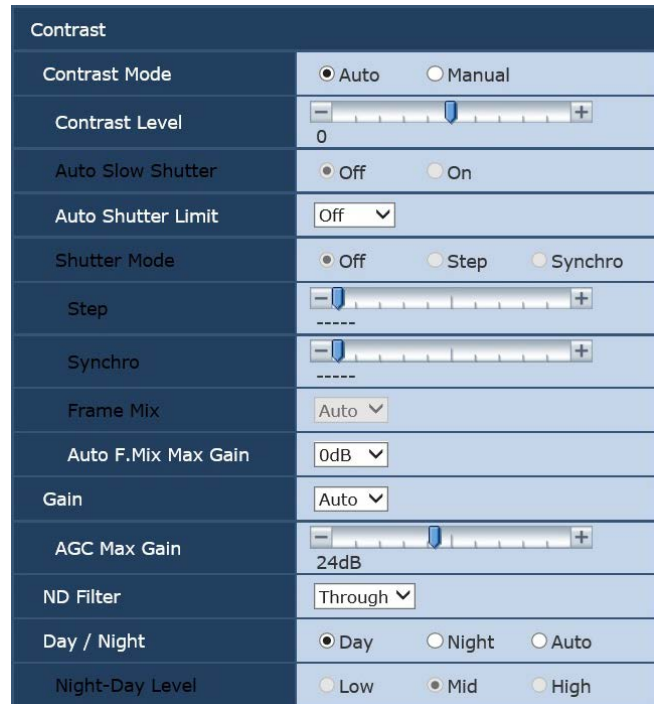 Contrast
Contrast Mode Auto Manual
Contrast Level 0
Auto Slow Shutter Off On
Auto Shutter Limit Off
Shutter Mode Off Step Synchro
Step -----
Synchro -----
Frame Mix Auto
Auto F.Mix Max Gain 0dB
Gain Auto
AGC Max Gain 24dB
ND Filter Through
Day / Night Day Night Auto
Night-Day Level Low Mid High